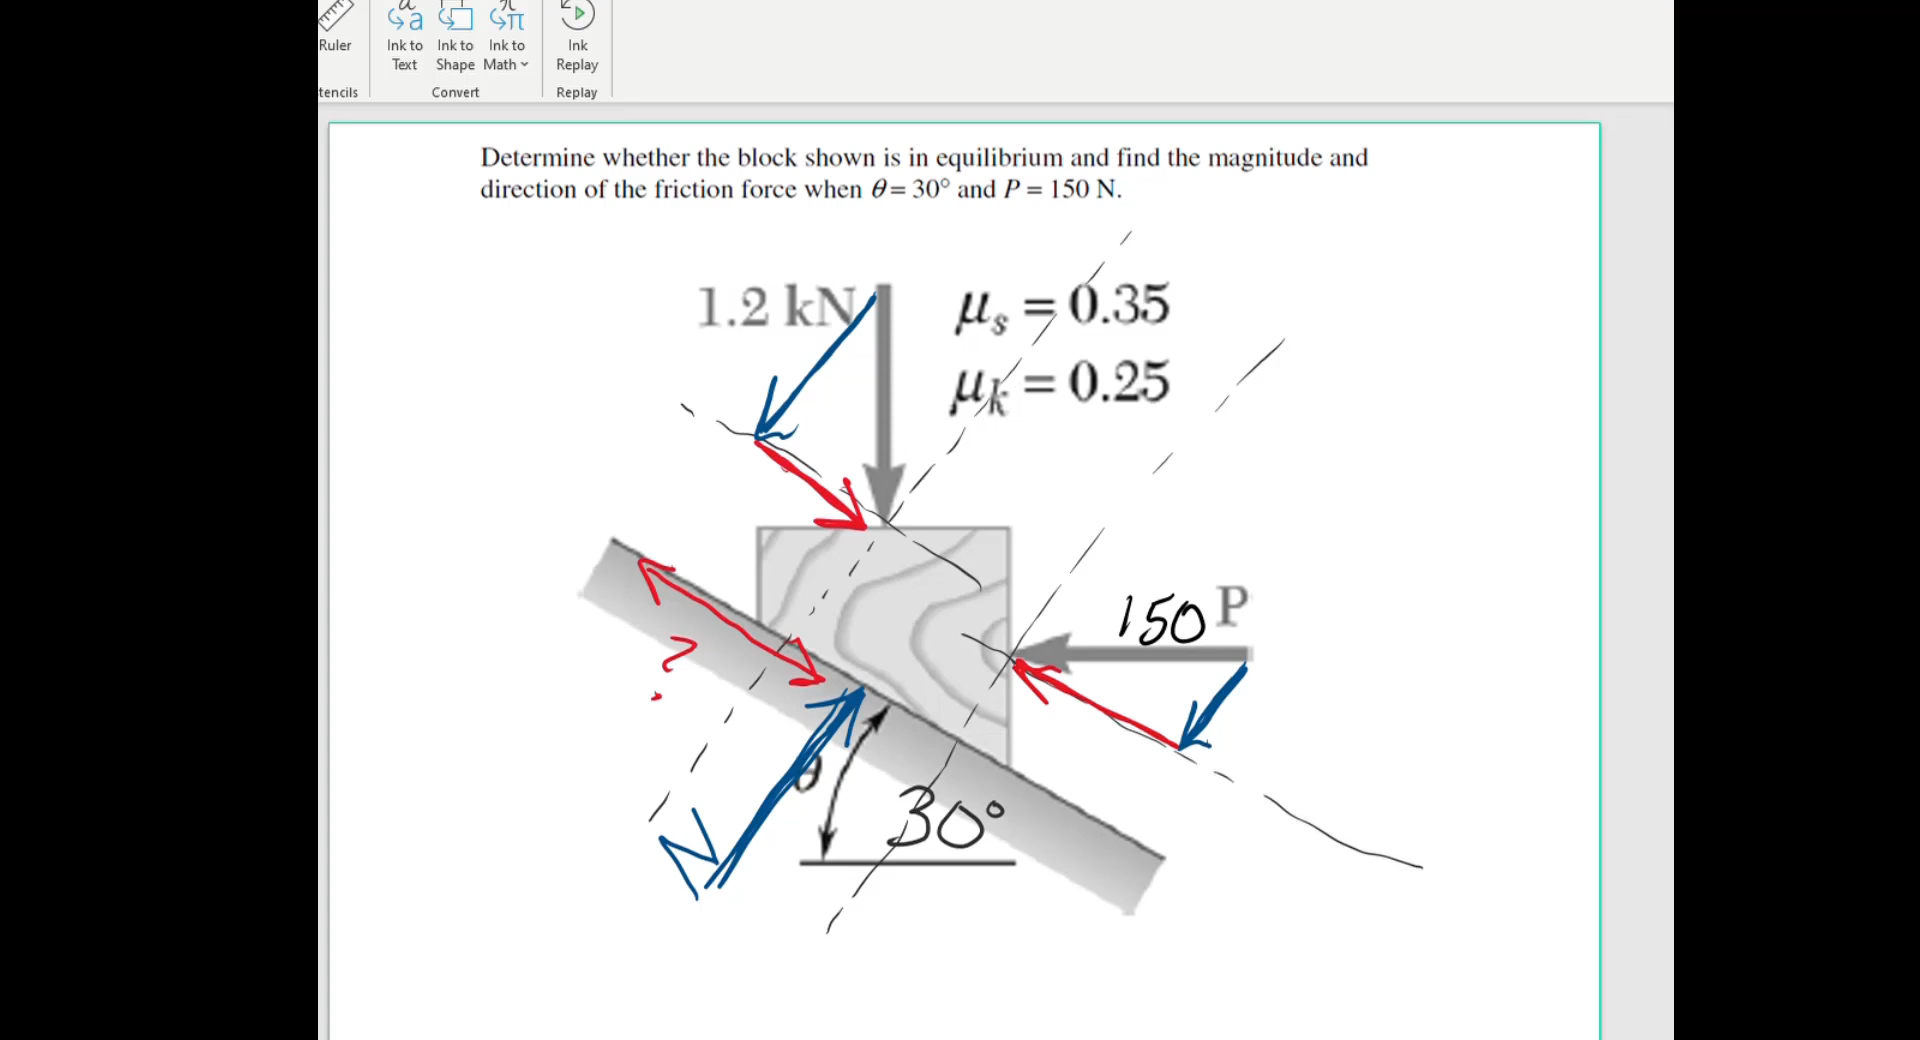 Ruler
Ink to Text
Ink to Shape
Ink to Math
Ink Replay
tencils
Convert
Replay
Determine whether the block shown is in equilibrium and find the magnitude and
direction of the friction force when θ = 30° and P = 150 N.
1.2 kN
μs = 0.35
μk = 0.25
150 P
?
θ
30°
N